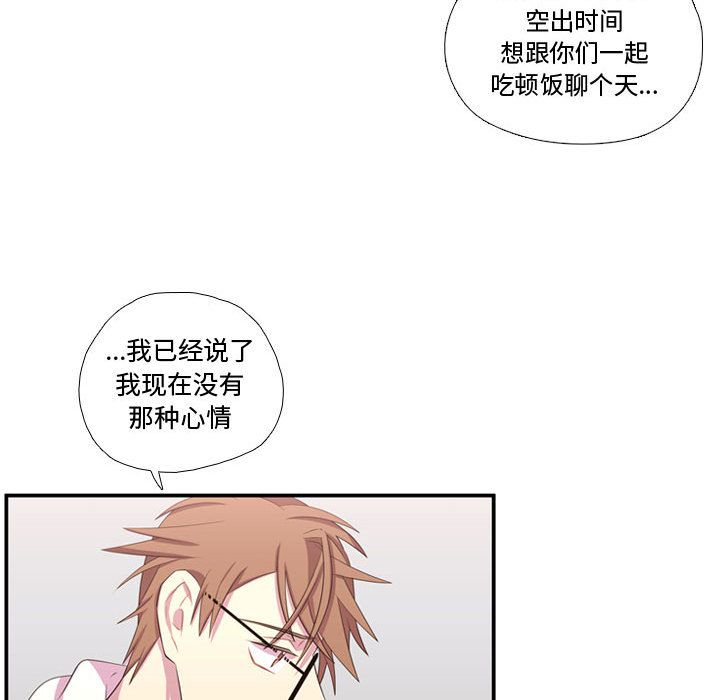 空出时间
想跟你们一起
吃顿饭聊个天...
...我已经说了
我现在没有
那种心情